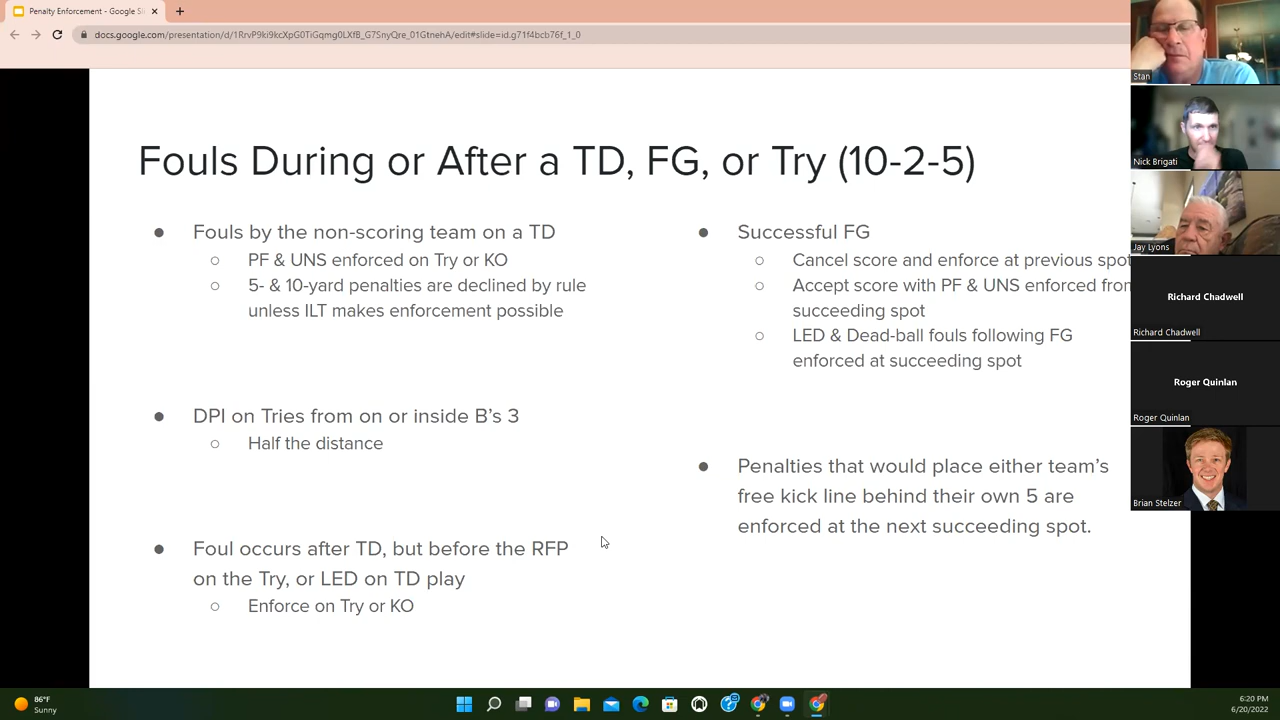 Penalty Enforcement - Google Sli
docs.google.com/presentation/d/1RrvP9ki9kcXpG0TiGqmg0LXfB_G7SnyQre_01GtnehA/edit#slide=id.g71f4bcb76f_1_0
Fouls During or After a TD, FG, or Try (10-2-5)
● Fouls by the non-scoring team on a TD
○ PF & UNS enforced on Try or KO
○ 5- & 10-yard penalties are declined by rule
unless ILT makes enforcement possible
● DPI on Tries from on or inside B’s 3
○ Half the distance
● Foul occurs after TD, but before the RFP
on the Try, or LED on TD play
○ Enforce on Try or KO
● Successful FG
○ Cancel score and enforce at previous spot
○ Accept score with PF & UNS enforced from
succeeding spot
○ LED & Dead-ball fouls following FG
enforced at succeeding spot
● Penalties that would place either team’s
free kick line behind their own 5 are
enforced at the next succeeding spot.
Stan
Nick Brigati
Jay Lyons
Richard Chadwell
Richard Chadwell
Roger Quinlan
Roger Quinlan
Brian Stelzer
86°F
Sunny
6:20 PM
6/20/2022